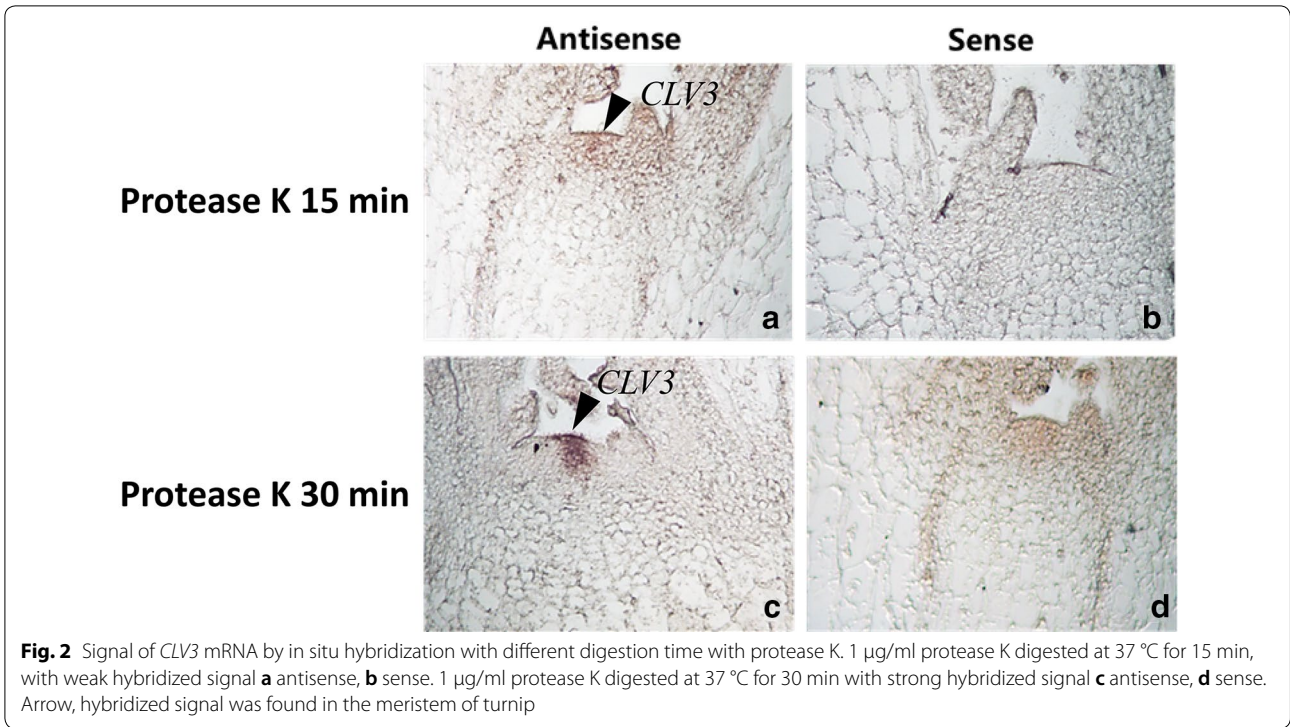 Antisense Sense
CLV3
Protease K 15 min
a b
CLV3
Protease K 30 min
c d
Fig. 2 Signal of CLV3 mRNA by in situ hybridization with different digestion time with protease K. 1 µg/ml protease K digested at 37 °C for 15 min,
with weak hybridized signal a antisense, b sense. 1 µg/ml protease K digested at 37 °C for 30 min with strong hybridized signal c antisense, d sense.
Arrow, hybridized signal was found in the meristem of turnip